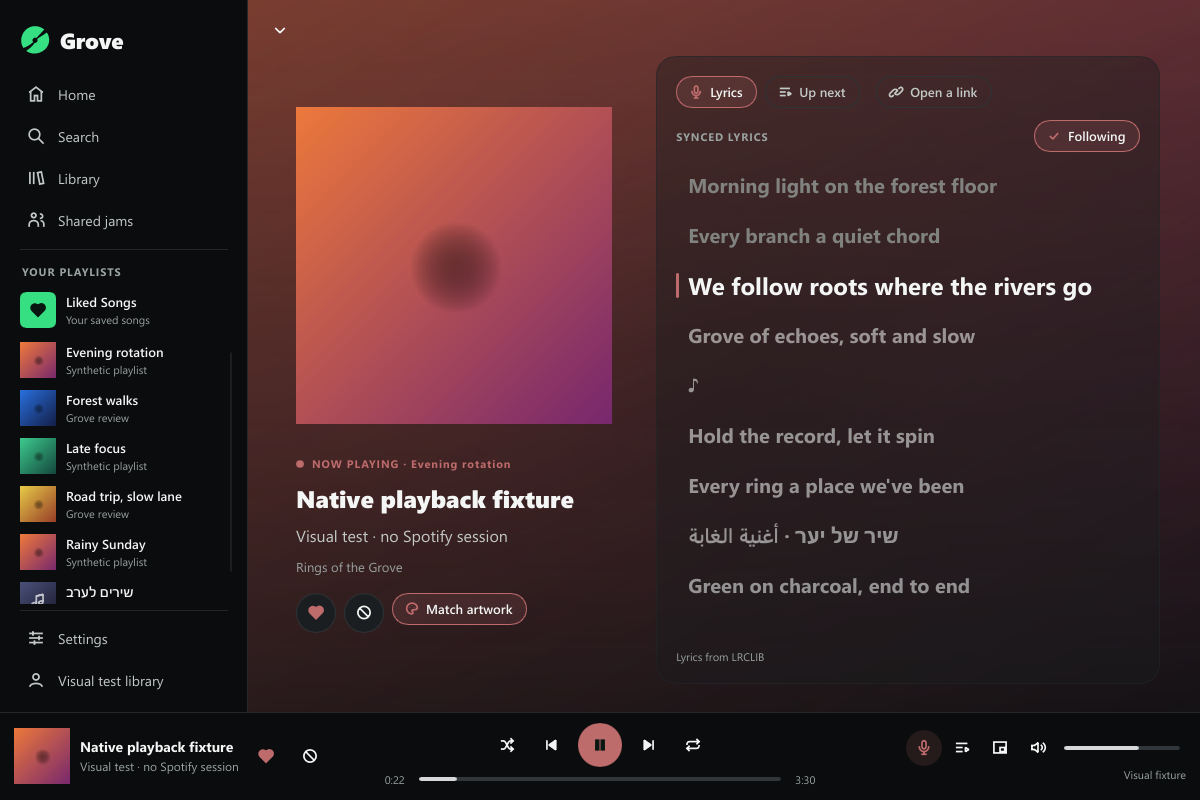 Grove
Home
Search
Library
Shared jams
YOUR PLAYLISTS
Liked Songs
Your saved songs
Evening rotation
Synthetic playlist
Forest walks
Grove review
Late focus
Synthetic playlist
Road trip, slow lane
Grove review
Rainy Sunday
Synthetic playlist
שירים לערב
Settings
Visual test library
NOW PLAYING · Evening rotation
Native playback fixture
Visual test · no Spotify session
Rings of the Grove
Match artwork
Lyrics
Up next
Open a link
SYNCED LYRICS
Following
Morning light on the forest floor
Every branch a quiet chord
We follow roots where the rivers go
Grove of echoes, soft and slow
♪
Hold the record, let it spin
Every ring a place we've been
שיר של יער · أغنية الغابة
Green on charcoal, end to end
Lyrics from LRCLIB
Native playback fixture
Visual test · no Spotify session
0:22
3:30
Visual fixture